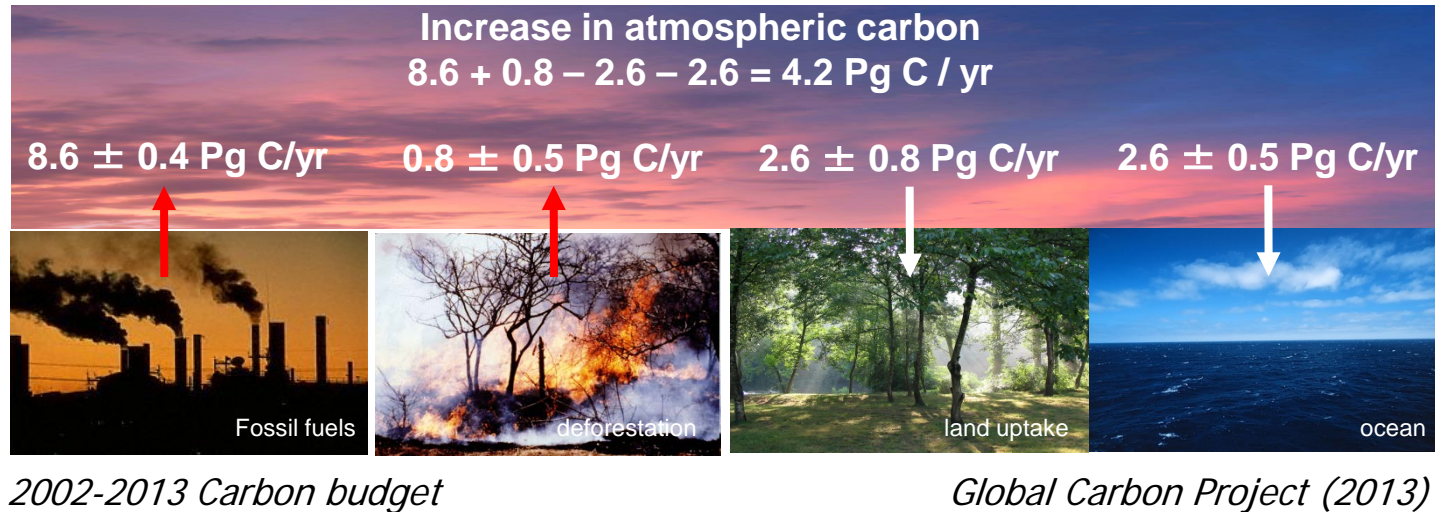 Increase in atmospheric carbon
8.6 + 0.8 – 2.6 – 2.6 = 4.2 Pg C / yr
8.6 ± 0.4 Pg C/yr
0.8 ± 0.5 Pg C/yr
2.6 ± 0.8 Pg C/yr
2.6 ± 0.5 Pg C/yr
Fossil fuels
deforestation
land uptake
ocean
2002-2013 Carbon budget
Global Carbon Project (2013)